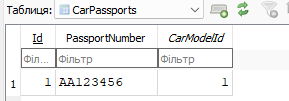 Таблиця: CarPassports
Id PassportNumber CarModelId
Філ... Фільтр Фільтр
1 1 AA123456 1